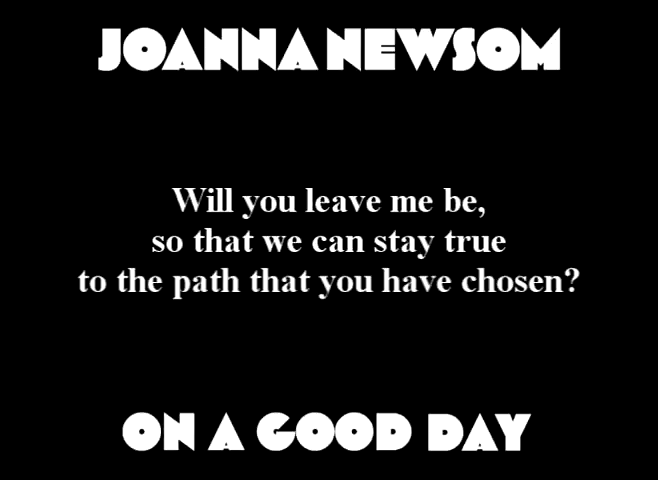 JOANNA NEWSOM
Will you leave me be,
so that we can stay true
to the path that you have chosen?
ON A GOOD DAY